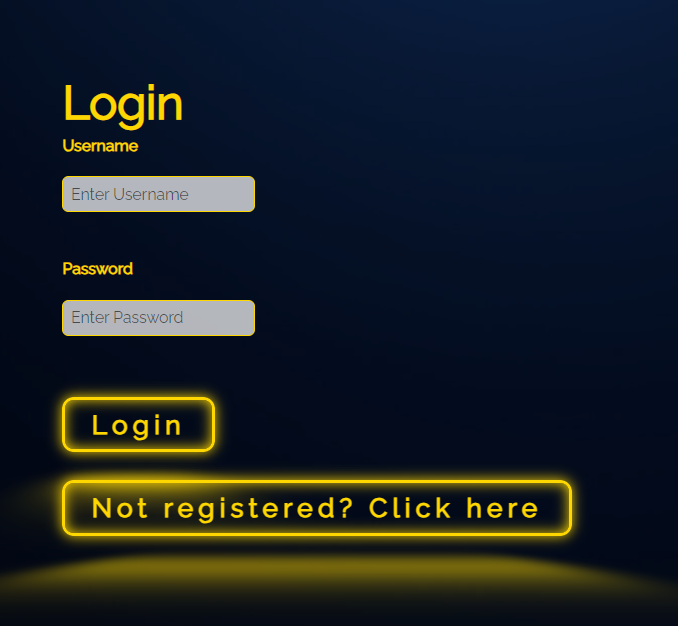 Login
Username
Enter Username
Password
Enter Password
Login
Not registered? Click here